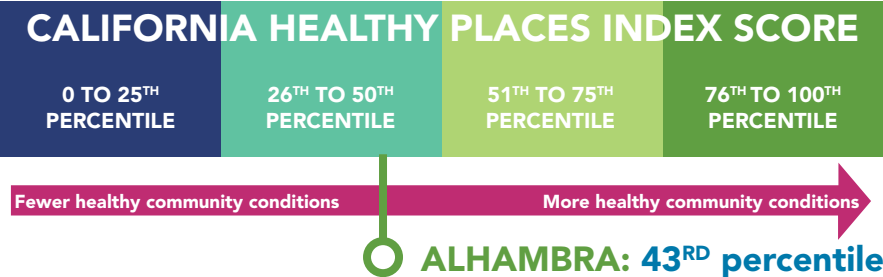 CALIFORNIA HEALTHY PLACES INDEX SCORE
0 TO 25TH
PERCENTILE
26TH TO 50TH
PERCENTILE
51TH TO 75TH
PERCENTILE
76TH TO 100TH
PERCENTILE
Fewer healthy community conditions
More healthy community conditions
ALHAMBRA: 43RD percentile